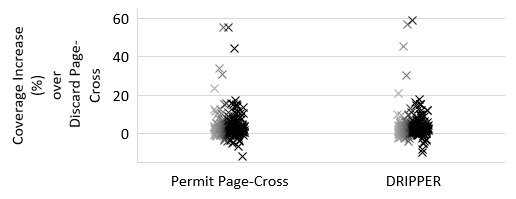 Coverage Increase
(%)
over
Discard Page-
Cross
60
40
20
0
Permit Page-Cross
DRIPPER